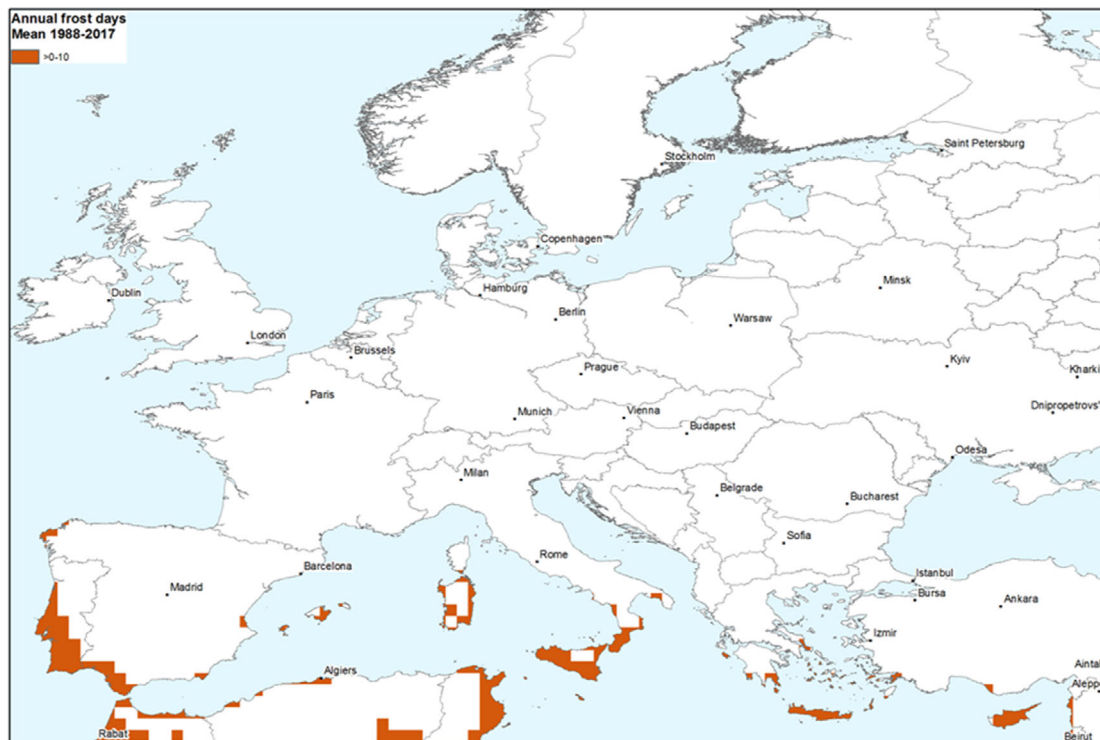 Annual frost days
Mean 1988-2017
>0-10
Saint Petersburg
Stockholm
Copenhagen
Minsk
Dublin
Hamburg
Berlin
Warsaw
London
Brussels
Kyiv
Prague
Kharki
Paris
Dnipropetrovs'
Munich
Vienna
Budapest
Odesa
Milan
Belgrade
Bucharest
Sofia
Rome
Barcelona
Istanbul
Madrid
Bursa
Ankara
Izmir
Algiers
Aintal
Alepp
Rabat
Beirut